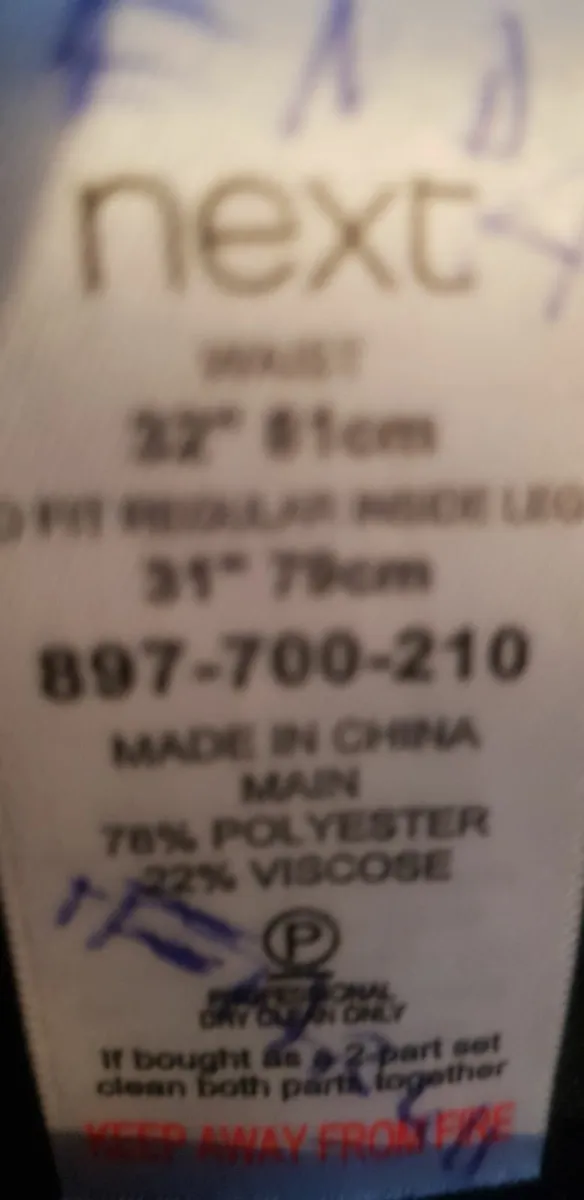 next
WAIST
32" 81cm
TO FIT REGULAR INSIDE LEG
31" 79cm
897-700-210
MADE IN CHINA
MAIN
78% POLYESTER
22% VISCOSE
P
PROFESSIONAL
DRY CLEAN ONLY
If bought as a 2-part set
clean both parts together
KEEP AWAY FROM FIRE